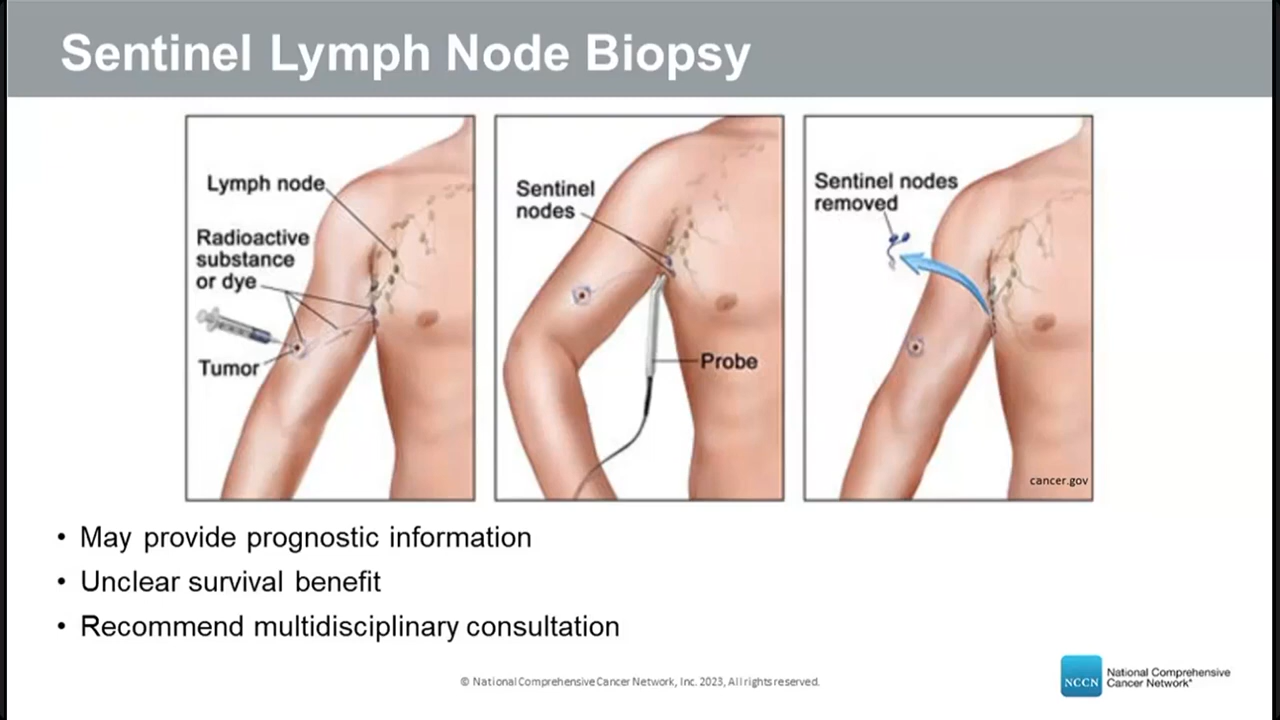 Sentinel Lymph Node Biopsy
Lymph node
Radioactive
substance
or dye
Tumor
Sentinel
nodes
Probe
Sentinel nodes
removed
cancer.gov
• May provide prognostic information
• Unclear survival benefit
• Recommend multidisciplinary consultation
© National Comprehensive Cancer Network, Inc. 2023, All rights reserved.
NCCN
National Comprehensive
Cancer Network®